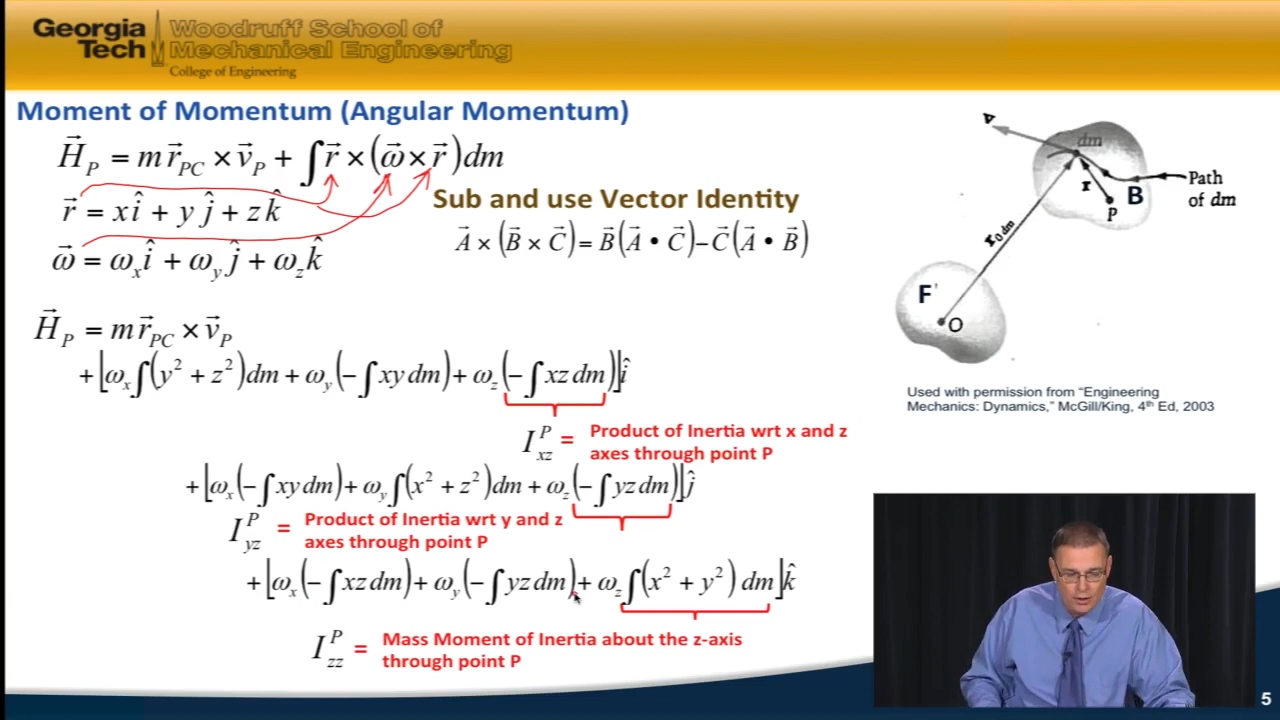 Georgia Tech
Woodruff School of
Mechanical Engineering
College of Engineering
Moment of Momentum (Angular Momentum)
H⃗_P = m r⃗_PC × v⃗_P + ∫ r⃗ × (ω⃗ × r⃗) dm
r⃗ = x î + y ĵ + z k̂
ω⃗ = ω_x î + ω_y ĵ + ω_z k̂
Sub and use Vector Identity
A⃗ × (B⃗ × C⃗) = B⃗(A⃗ • C⃗) − C⃗(A⃗ • B⃗)
v
dm
Path
of dm
B
r
P
r_0 dm
F
O
Used with permission from "Engineering
Mechanics: Dynamics," McGill/King, 4th Ed, 2003
H⃗_P = m r⃗_PC × v⃗_P
+ [ω_x ∫(y² + z²) dm + ω_y (−∫ xy dm) + ω_z (−∫ xz dm)] î
I_xz^P = Product of Inertia wrt x and z
axes through point P
+ [ω_x (−∫ xy dm) + ω_y ∫(x² + z²) dm + ω_z (−∫ yz dm)] ĵ
I_yz^P = Product of Inertia wrt y and z
axes through point P
+ [ω_x (−∫ xz dm) + ω_y (−∫ yz dm) + ω_z ∫(x² + y²) dm] k̂
I_zz^P = Mass Moment of Inertia about the z-axis
through point P
5